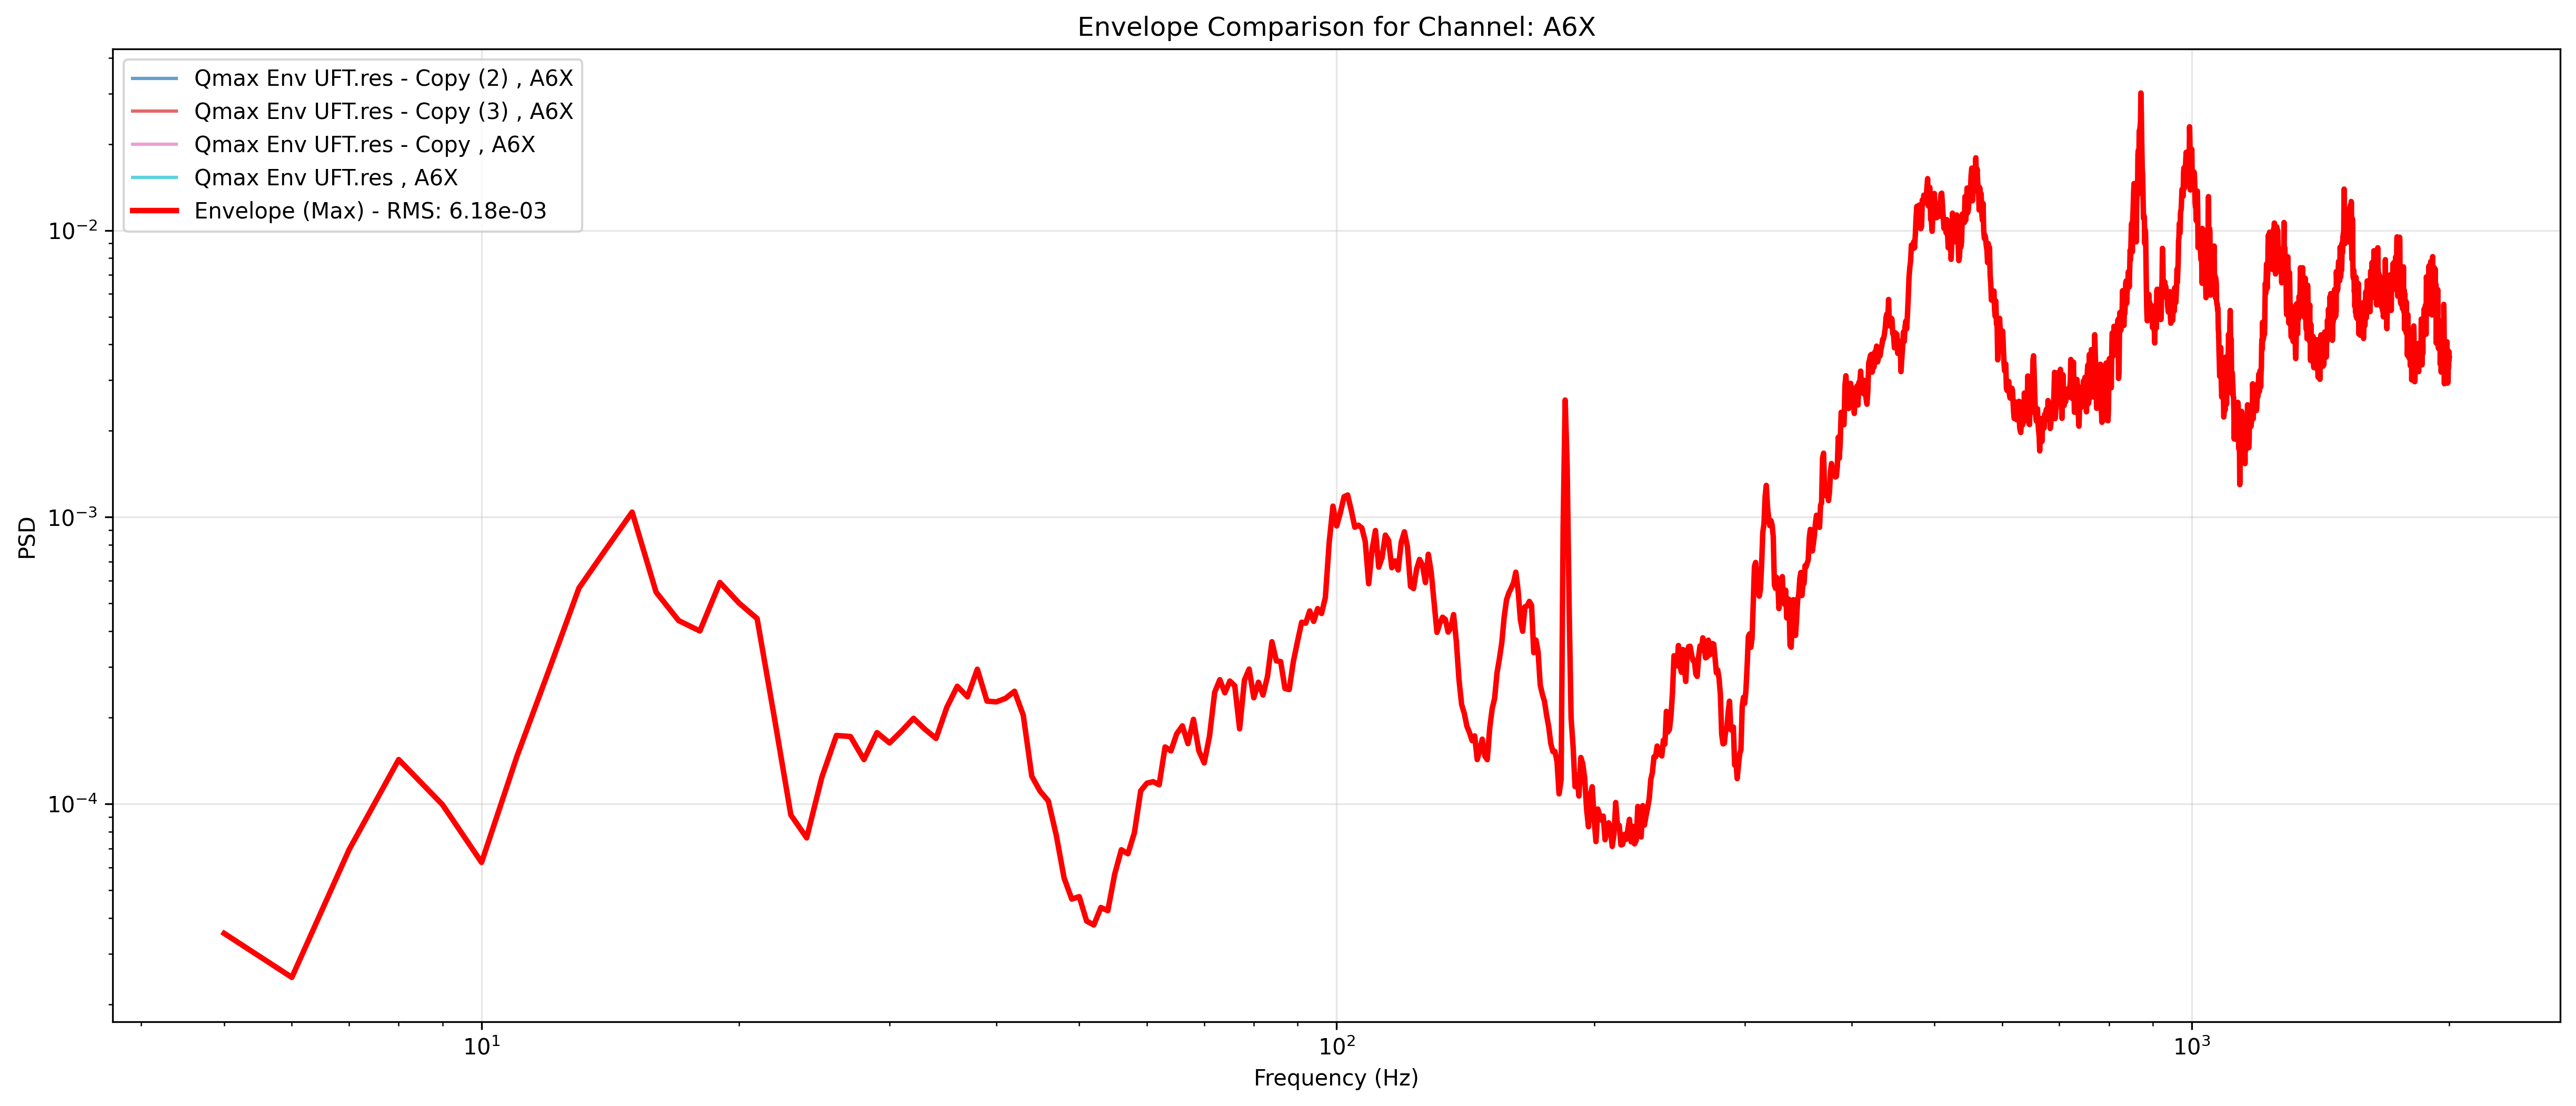 Envelope Comparison for Channel: A6X
Qmax Env UFT.res - Copy (2) , A6X
Qmax Env UFT.res - Copy (3) , A6X
Qmax Env UFT.res - Copy , A6X
Qmax Env UFT.res , A6X
Envelope (Max) - RMS: 6.18e-03
PSD
10⁻²
10⁻³
10⁻⁴
10¹
10²
10³
Frequency (Hz)